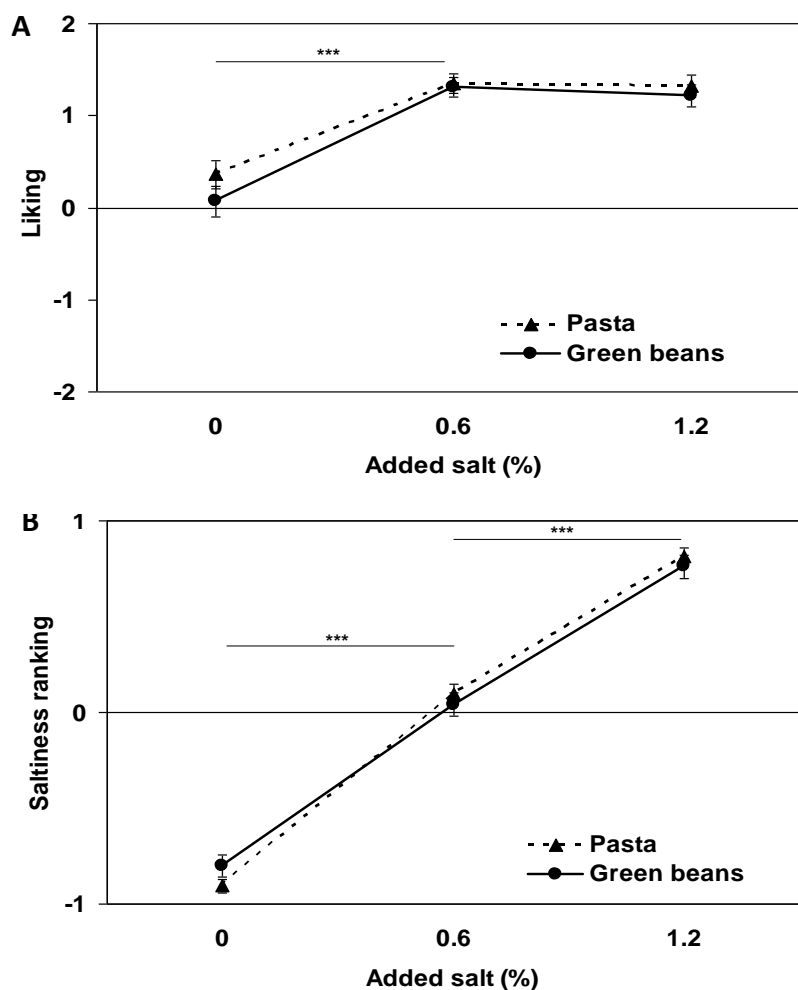 A
2
***
1
Liking
0
-1
Pasta
Green beans
-2
0 0.6 1.2
Added salt (%)
B
1
***
***
Saltiness ranking
0
Pasta
Green beans
-1
0 0.6 1.2
Added salt (%)